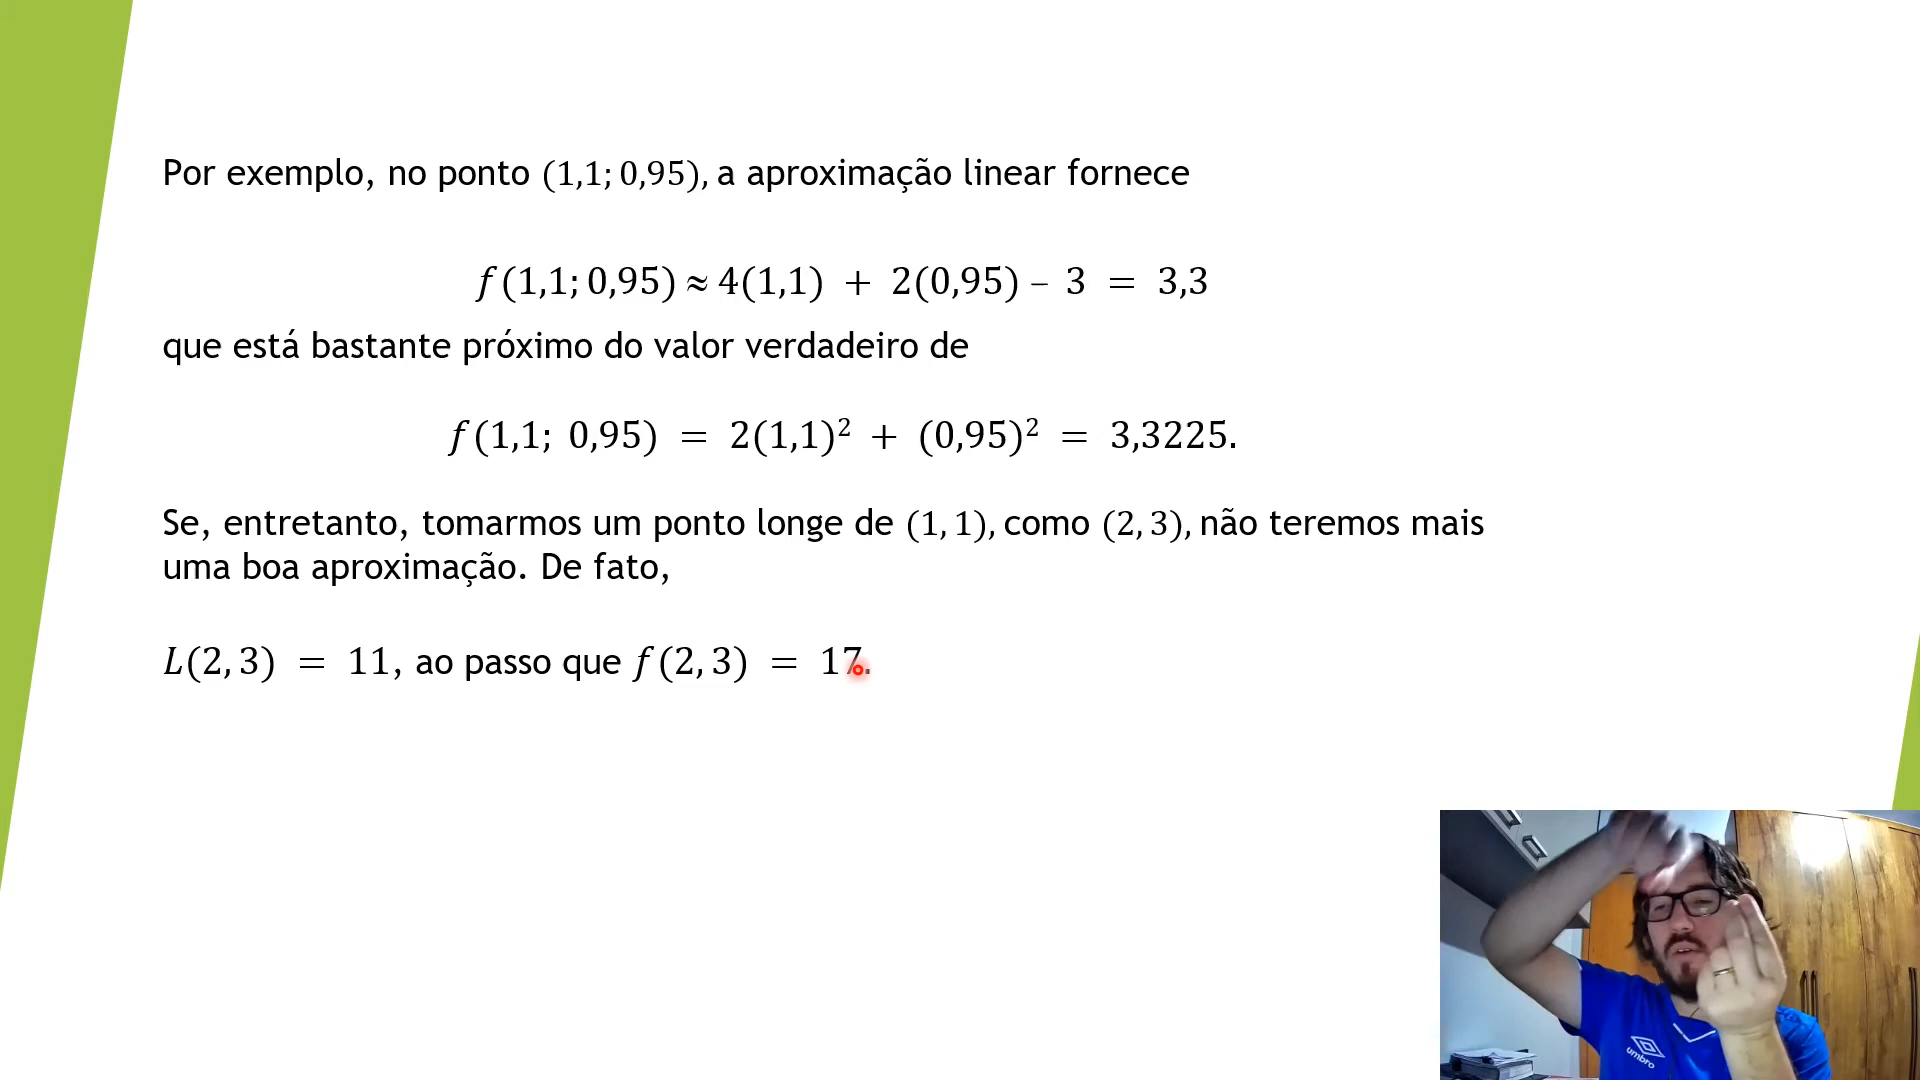 Por exemplo, no ponto (1,1; 0,95), a aproximação linear fornece
f(1,1; 0,95) ≈ 4(1,1) + 2(0,95) – 3 = 3,3
que está bastante próximo do valor verdadeiro de
f(1,1; 0,95) = 2(1,1)² + (0,95)² = 3,3225.
Se, entretanto, tomarmos um ponto longe de (1, 1), como (2, 3), não teremos mais
uma boa aproximação. De fato,
L(2, 3) = 11, ao passo que f(2, 3) = 17.
umbro